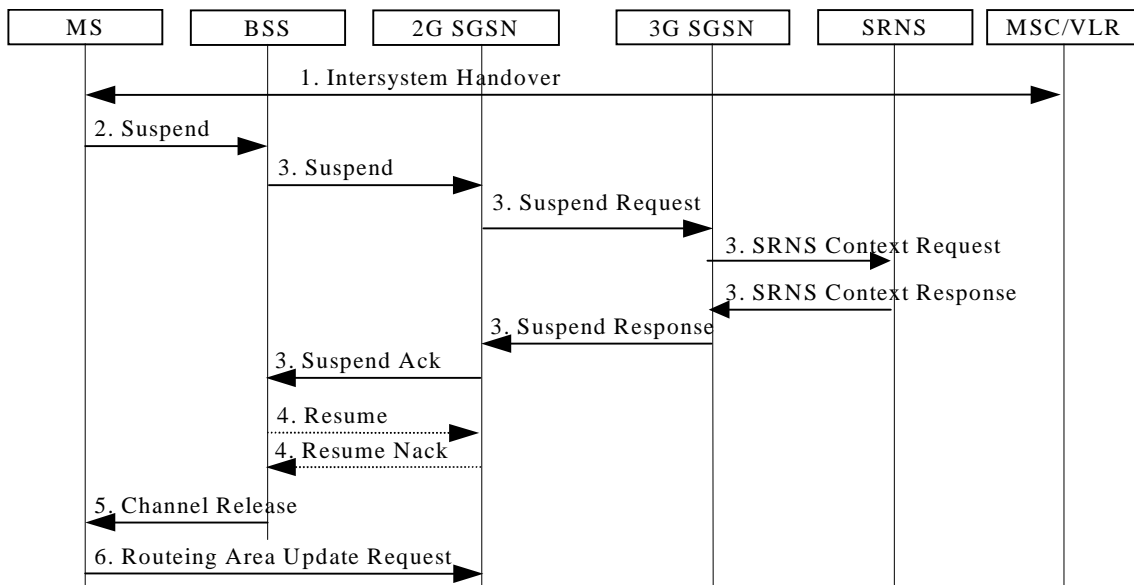 MS BSS 2G SGSN 3G SGSN SRNS MSC/VLR
1. Intersystem Handover
2. Suspend
3. Suspend
3. Suspend Request
3. SRNS Context Request
3. SRNS Context Response
3. Suspend Response
3. Suspend Ack
4. Resume
4. Resume Nack
5. Channel Release
6. Routeing Area Update Request